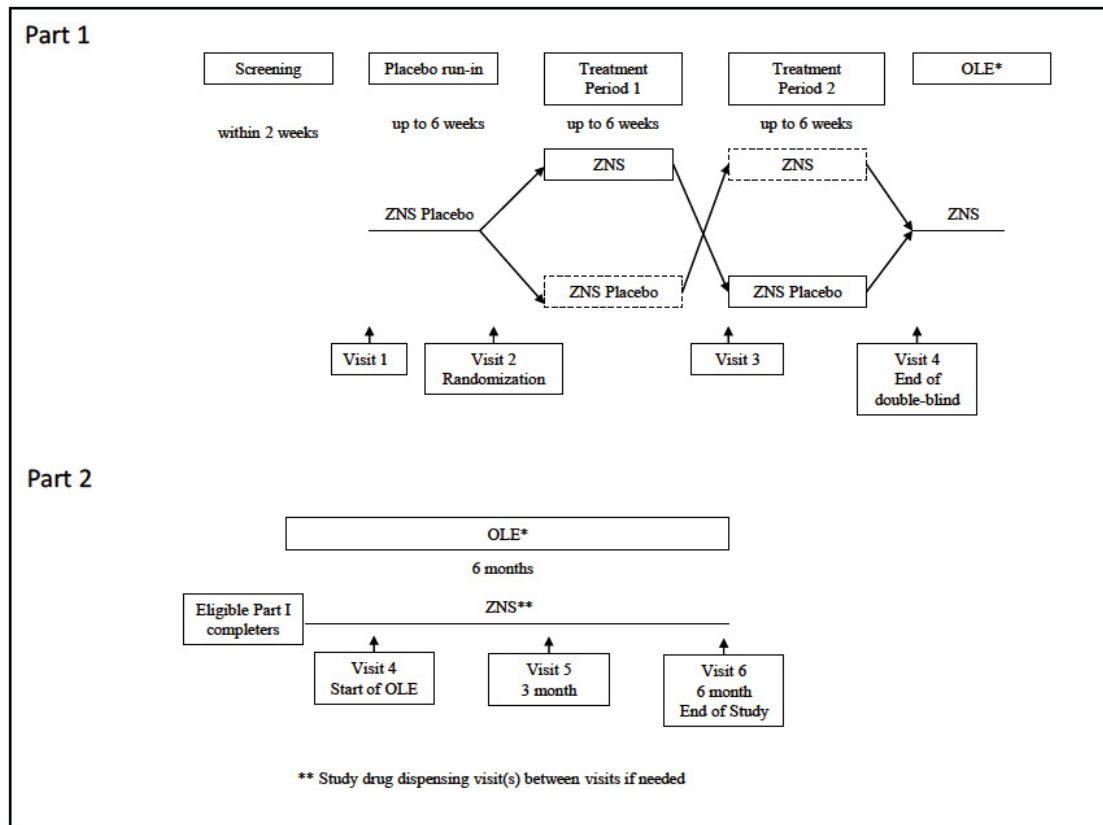 Part 1
Screening
Placebo run-in
Treatment
Period 1
Treatment
Period 2
OLE*
within 2 weeks
up to 6 weeks
up to 6 weeks
up to 6 weeks
ZNS
ZNS
ZNS Placebo
ZNS
ZNS Placebo
ZNS Placebo
Visit 1
Visit 2
Randomization
Visit 3
Visit 4
End of
double-blind
Part 2
OLE*
6 months
Eligible Part I
completers
ZNS**
Visit 4
Start of OLE
Visit 5
3 month
Visit 6
6 month
End of Study
** Study drug dispensing visit(s) between visits if needed